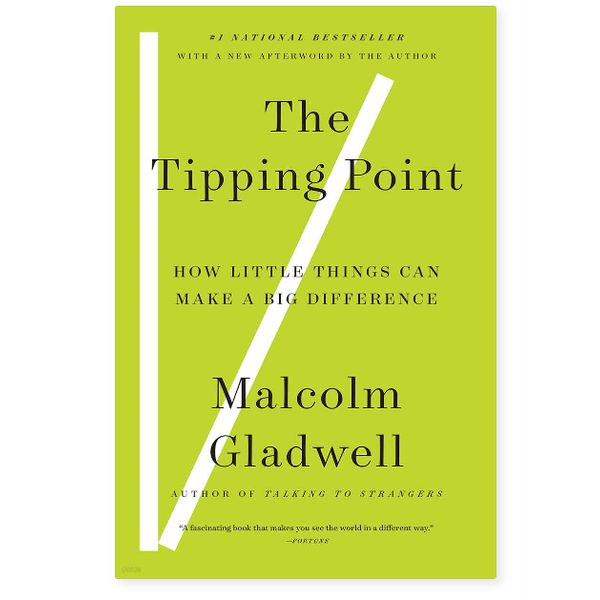 #1 NATIONAL BESTSELLER
WITH A NEW AFTERWORD BY THE AUTHOR
The
Tipping Point
HOW LITTLE THINGS CAN
MAKE A BIG DIFFERENCE
Malcolm
Gladwell
AUTHOR OF TALKING TO STRANGERS
“A fascinating book that makes you see the world in a different way.”
—FORTUNE